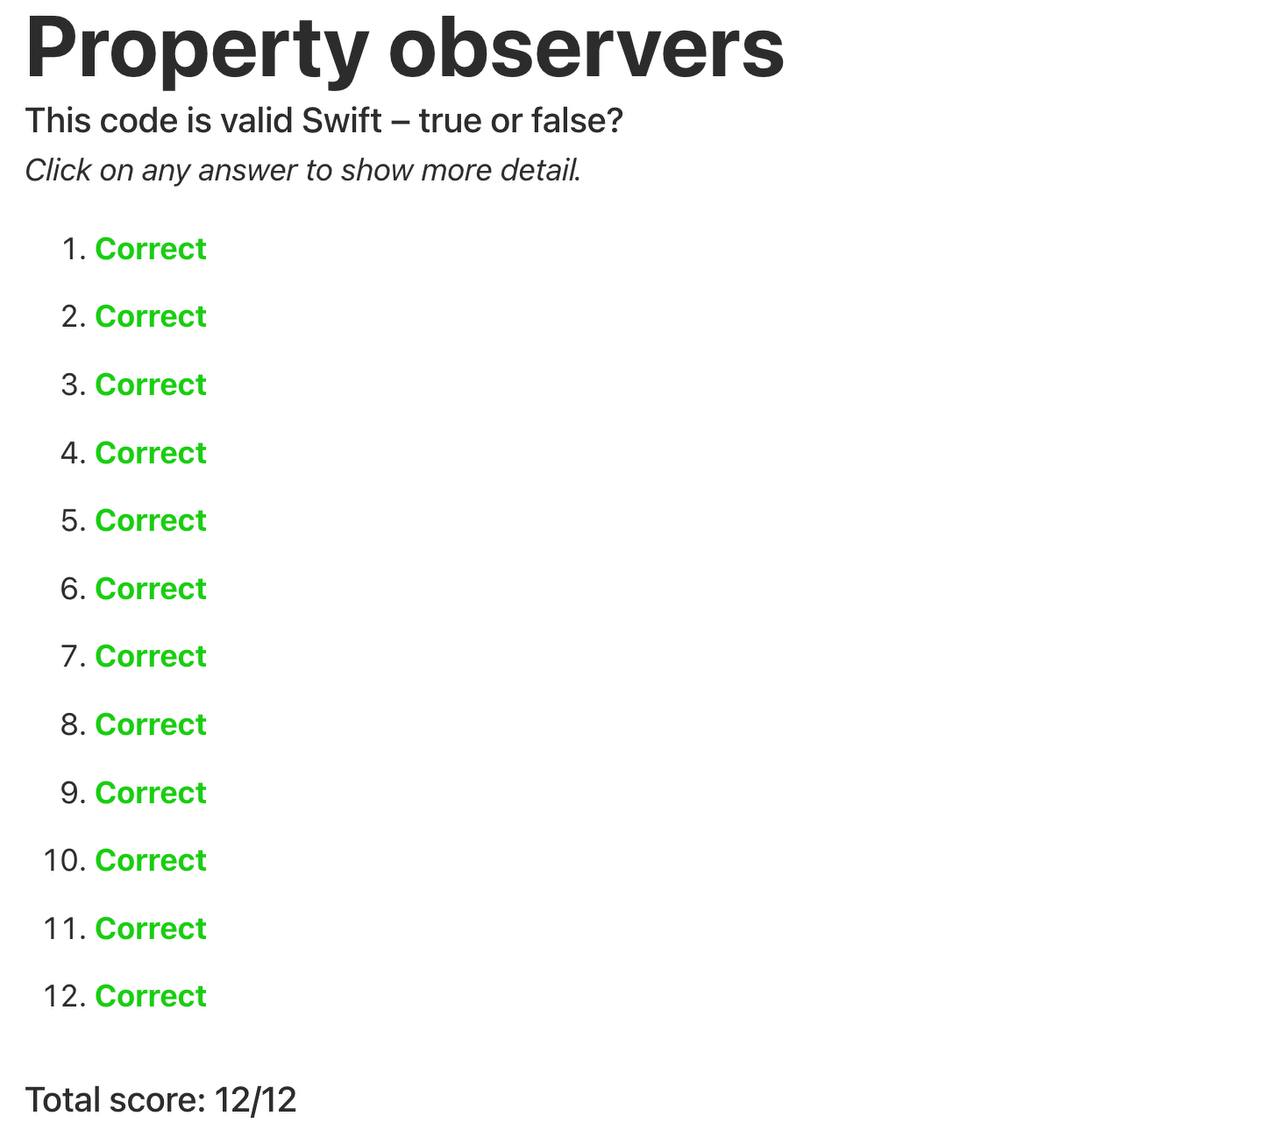 Property observers
This code is valid Swift – true or false?
Click on any answer to show more detail.
1. Correct
2. Correct
3. Correct
4. Correct
5. Correct
6. Correct
7. Correct
8. Correct
9. Correct
10. Correct
11. Correct
12. Correct
Total score: 12/12